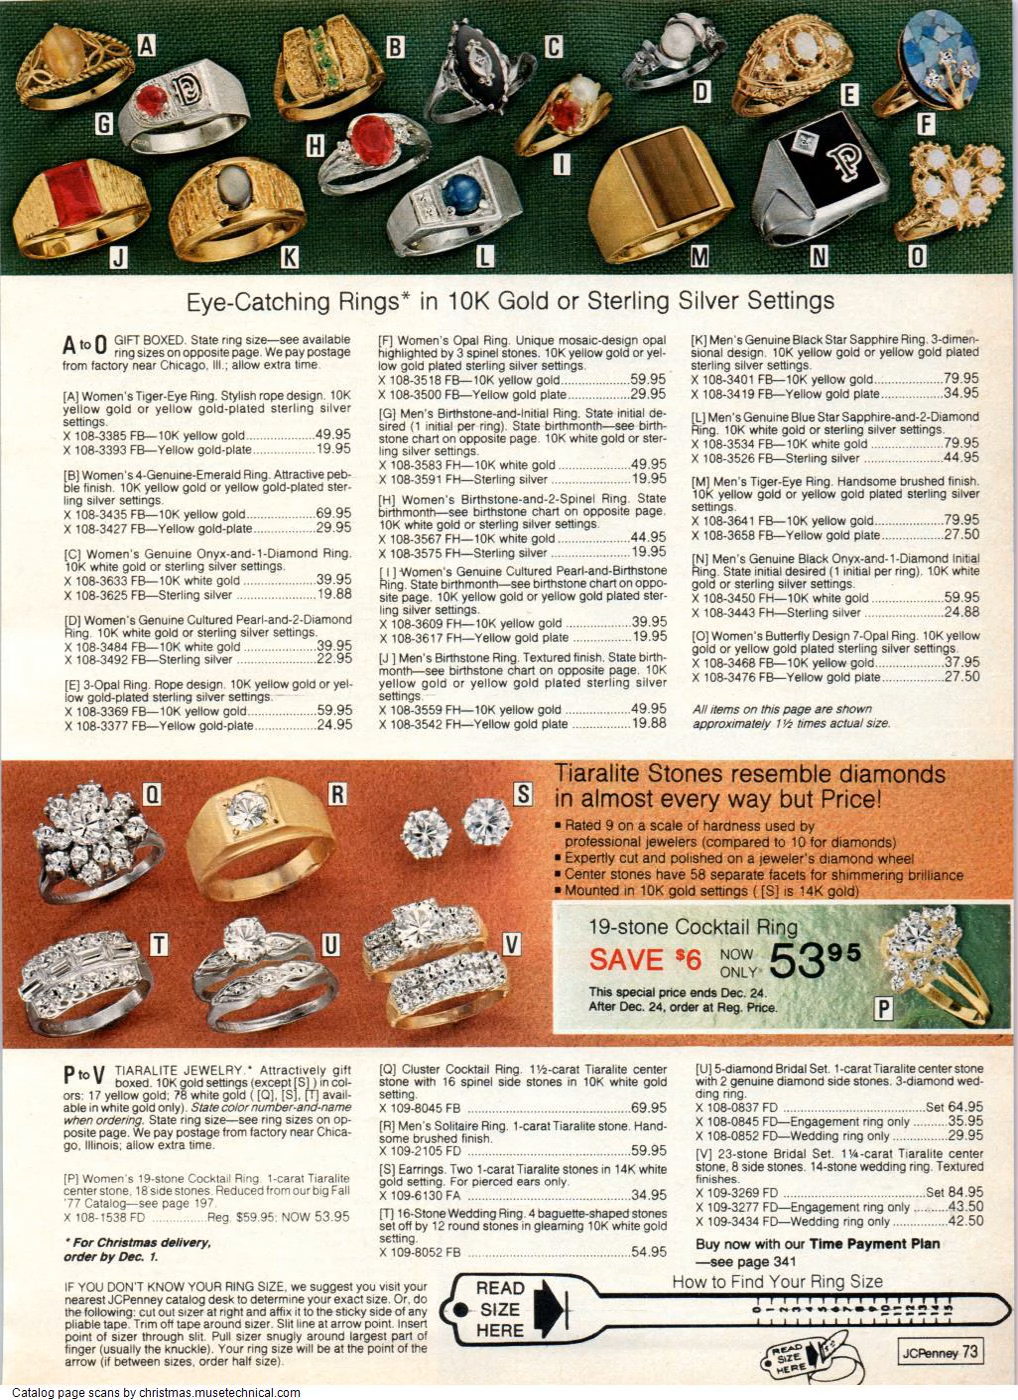 A
B
C
D
E
F
G
H
I
J
K
L
M
N
O
Eye-Catching Rings* in 10K Gold or Sterling Silver Settings
A to O GIFT BOXED. State ring size—see available
ring sizes on opposite page. We pay postage
from factory near Chicago, Ill.; allow extra time.
[A] Women's Tiger-Eye Ring. Stylish rope design. 10K
yellow gold or yellow gold-plated sterling silver
settings.
X 108-3385 FB—10K yellow gold.................49.95
X 108-3393 FB—Yellow gold-plate................19.95
[B] Women's 4-Genuine-Emerald Ring. Attractive peb-
ble finish. 10K yellow gold or yellow gold-plated ster-
ling silver settings.
X 108-3435 FB—10K yellow gold.................69.95
X 108-3427 FB—Yellow gold-plate................29.95
[C] Women's Genuine Onyx-and-1-Diamond Ring.
10K white gold or sterling silver settings.
X 108-3633 FB—10K white gold ..................39.95
X 108-3625 FB—Sterling silver ....................19.88
[D] Women's Genuine Cultured Pearl-and-2-Diamond
Ring. 10K white gold or sterling silver settings.
X 108-3484 FB—10K white gold ..................39.95
X 108-3492 FB—Sterling silver ....................22.95
[E] 3-Opal Ring. Rope design. 10K yellow gold or yel-
low gold-plated sterling silver settings.
X 108-3369 FB—10K yellow gold.................59.95
X 108-3377 FB—Yellow gold-plate................24.95
[F] Women's Opal Ring. Unique mosaic-design opal
highlighted by 3 spinel stones. 10K yellow gold or yel-
low gold plated sterling silver settings.
X 108-3518 FB—10K yellow gold.................59.95
X 108-3500 FB—Yellow gold plate................29.95
[G] Men's Birthstone-and-Initial Ring. State initial de-
sired (1 initial per ring). State birthmonth—see birth-
stone chart on opposite page. 10K white gold or ster-
ling silver settings.
X 108-3583 FH—10K white gold ..................49.95
X 108-3591 FH—Sterling silver ....................19.95
[H] Women's Birthstone-and-2-Spinel Ring. State
birthmonth—see birthstone chart on opposite page.
10K white gold or sterling silver settings.
X 108-3567 FH—10K white gold ..................44.95
X 108-3575 FH—Sterling silver ....................19.95
[I] Women's Genuine Cultured Pearl-and-Birthstone
Ring. State birthmonth—see birthstone chart on oppo-
site page. 10K yellow gold or yellow gold plated ster-
ling silver settings.
X 108-3609 FH—10K yellow gold .................39.95
X 108-3617 FH—Yellow gold plate ................19.95
[J] Men's Birthstone Ring. Textured finish. State birth-
month—see birthstone chart on opposite page. 10K
yellow gold or yellow gold plated sterling silver
settings.
X 108-3559 FH—10K yellow gold .................49.95
X 108-3542 FH—Yellow gold plate ................19.88
[K] Men's Genuine Black Star Sapphire Ring. 3-dimen-
sional design. 10K yellow gold or yellow gold plated
sterling silver settings.
X 108-3401 FB—10K yellow gold.................79.95
X 108-3419 FB—Yellow gold plate................34.95
[L] Men's Genuine Blue Star Sapphire-and-2-Diamond
Ring. 10K white gold or sterling silver settings.
X 108-3534 FB—10K white gold ..................79.95
X 108-3526 FB—Sterling silver ....................44.95
[M] Men's Tiger-Eye Ring. Handsome brushed finish.
10K yellow gold or yellow gold plated sterling silver
settings.
X 108-3641 FB—10K yellow gold.................79.95
X 108-3658 FB—Yellow gold plate................27.50
[N] Men's Genuine Black Onyx-and-1-Diamond Initial
Ring. State initial desired (1 initial per ring). 10K white
gold or sterling silver settings.
X 108-3450 FH—10K white gold ..................59.95
X 108-3443 FH—Sterling silver ....................24.88
[O] Women's Butterfly Design 7-Opal Ring. 10K yellow
gold or yellow gold plated sterling silver settings.
X 108-3468 FB—10K yellow gold.................37.95
X 108-3476 FB—Yellow gold plate................27.50
All items on this page are shown
approximately 1½ times actual size.
Q
R
S
T
U
V
Tiaralite Stones resemble diamonds
in almost every way but Price!
▪ Rated 9 on a scale of hardness used by
professional jewelers (compared to 10 for diamonds)
▪ Expertly cut and polished on a jeweler's diamond wheel
▪ Center stones have 58 separate facets for shimmering brilliance
▪ Mounted in 10K gold settings ([S] is 14K gold)
19-stone Cocktail Ring
SAVE $6 NOW ONLY 53.95
This special price ends Dec. 24.
After Dec. 24, order at Reg. Price.
P
P to V TIARALITE JEWELRY.* Attractively gift
boxed. 10K gold settings (except [S]) in col-
ors: 17 yellow gold; 78 white gold ([Q], [S], [T] avail-
able in white gold only). State color number-and-name
when ordering. State ring size—see ring sizes on op-
posite page. We pay postage from factory near Chica-
go, Illinois; allow extra time.
[P] Women's 19-stone Cocktail Ring. 1-carat Tiaralite
center stone, 18 side stones. Reduced from our big Fall
'77 Catalog—see page 197.
X 108-1538 FD ..............Reg. $59.95; NOW 53.95
* For Christmas delivery,
order by Dec. 1.
[Q] Cluster Cocktail Ring. 1½-carat Tiaralite center
stone with 16 spinel side stones in 10K white gold
setting.
X 109-8045 FB .........................................69.95
[R] Men's Solitaire Ring. 1-carat Tiaralite stone. Hand-
some brushed finish.
X 109-2105 FD .........................................59.95
[S] Earrings. Two 1-carat Tiaralite stones in 14K white
gold setting. For pierced ears only.
X 109-6130 FA .........................................34.95
[T] 16-Stone Wedding Ring. 4 baguette-shaped stones
set off by 12 round stones in gleaming 10K white gold
setting.
X 109-8052 FB .........................................54.95
[U] 5-diamond Bridal Set. 1-carat Tiaralite center stone
with 2 genuine diamond side stones. 3-diamond wed-
ding ring.
X 108-0837 FD ..................................Set 64.95
X 108-0845 FD—Engagement ring only .........35.95
X 108-0852 FD—Wedding ring only ..............29.95
[V] 23-stone Bridal Set. 1¼-carat Tiaralite center
stone, 8 side stones. 14-stone wedding ring. Textured
finishes.
X 109-3269 FD ..................................Set 84.95
X 109-3277 FD—Engagement ring only .........43.50
X 109-3434 FD—Wedding ring only ..............42.50
Buy now with our Time Payment Plan
—see page 341
IF YOU DON'T KNOW YOUR RING SIZE, we suggest you visit your
nearest JCPenney catalog desk to determine your exact size. Or, do
the following: cut out sizer at right and affix it to the sticky side of any
pliable tape. Trim off tape around sizer. Slit line at arrow point. Insert
point of sizer through slit. Pull sizer snugly around largest part of
finger (usually the knuckle). Your ring size will be at the point of the
arrow (if between sizes, order half size).
How to Find Your Ring Size
READ
SIZE
HERE
0 1 2 3 4 5 6 7 8 9 10 11 12 13 14 15
READ
SIZE
HERE
JCPenney 73
Catalog page scans by christmas.musetechnical.com